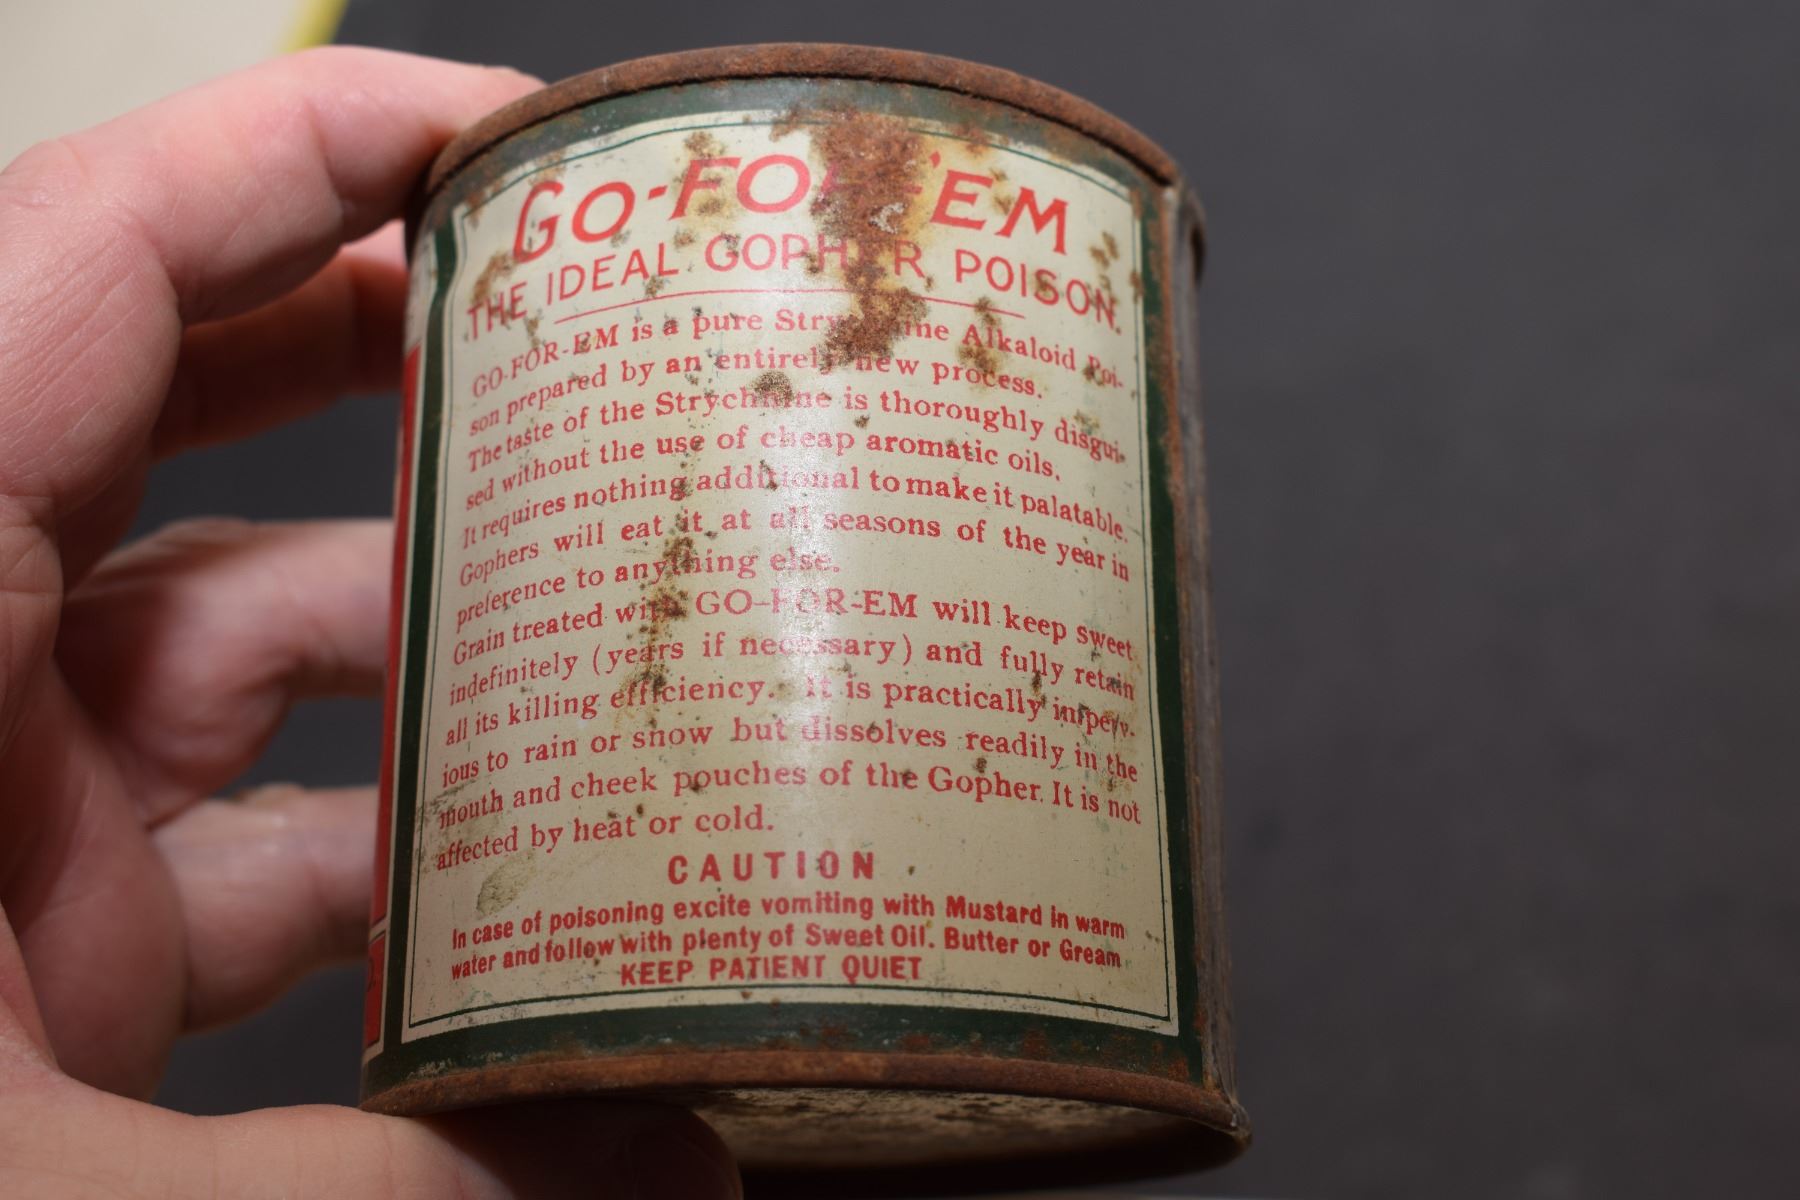 GO-FOR-'EM
THE IDEAL GOPHER POISON.
GO-FOR-EM is a pure Strychnine Alkaloid Poi-
son prepared by an entirely new process.
The taste of the Strychnine is thoroughly disgui-
sed without the use of cheap aromatic oils.
It requires nothing additional to make it palatable.
Gophers will eat it at all seasons of the year in
preference to anything else.
Grain treated with GO-FOR-EM will keep sweet
indefinitely (years if necessary) and fully retain
all its killing efficiency. It is practically imperv-
ious to rain or snow but dissolves readily in the
mouth and cheek pouches of the Gopher. It is not
affected by heat or cold.
CAUTION
In case of poisoning excite vomiting with Mustard in warm
water and follow with plenty of Sweet Oil. Butter or Gream
KEEP PATIENT QUIET